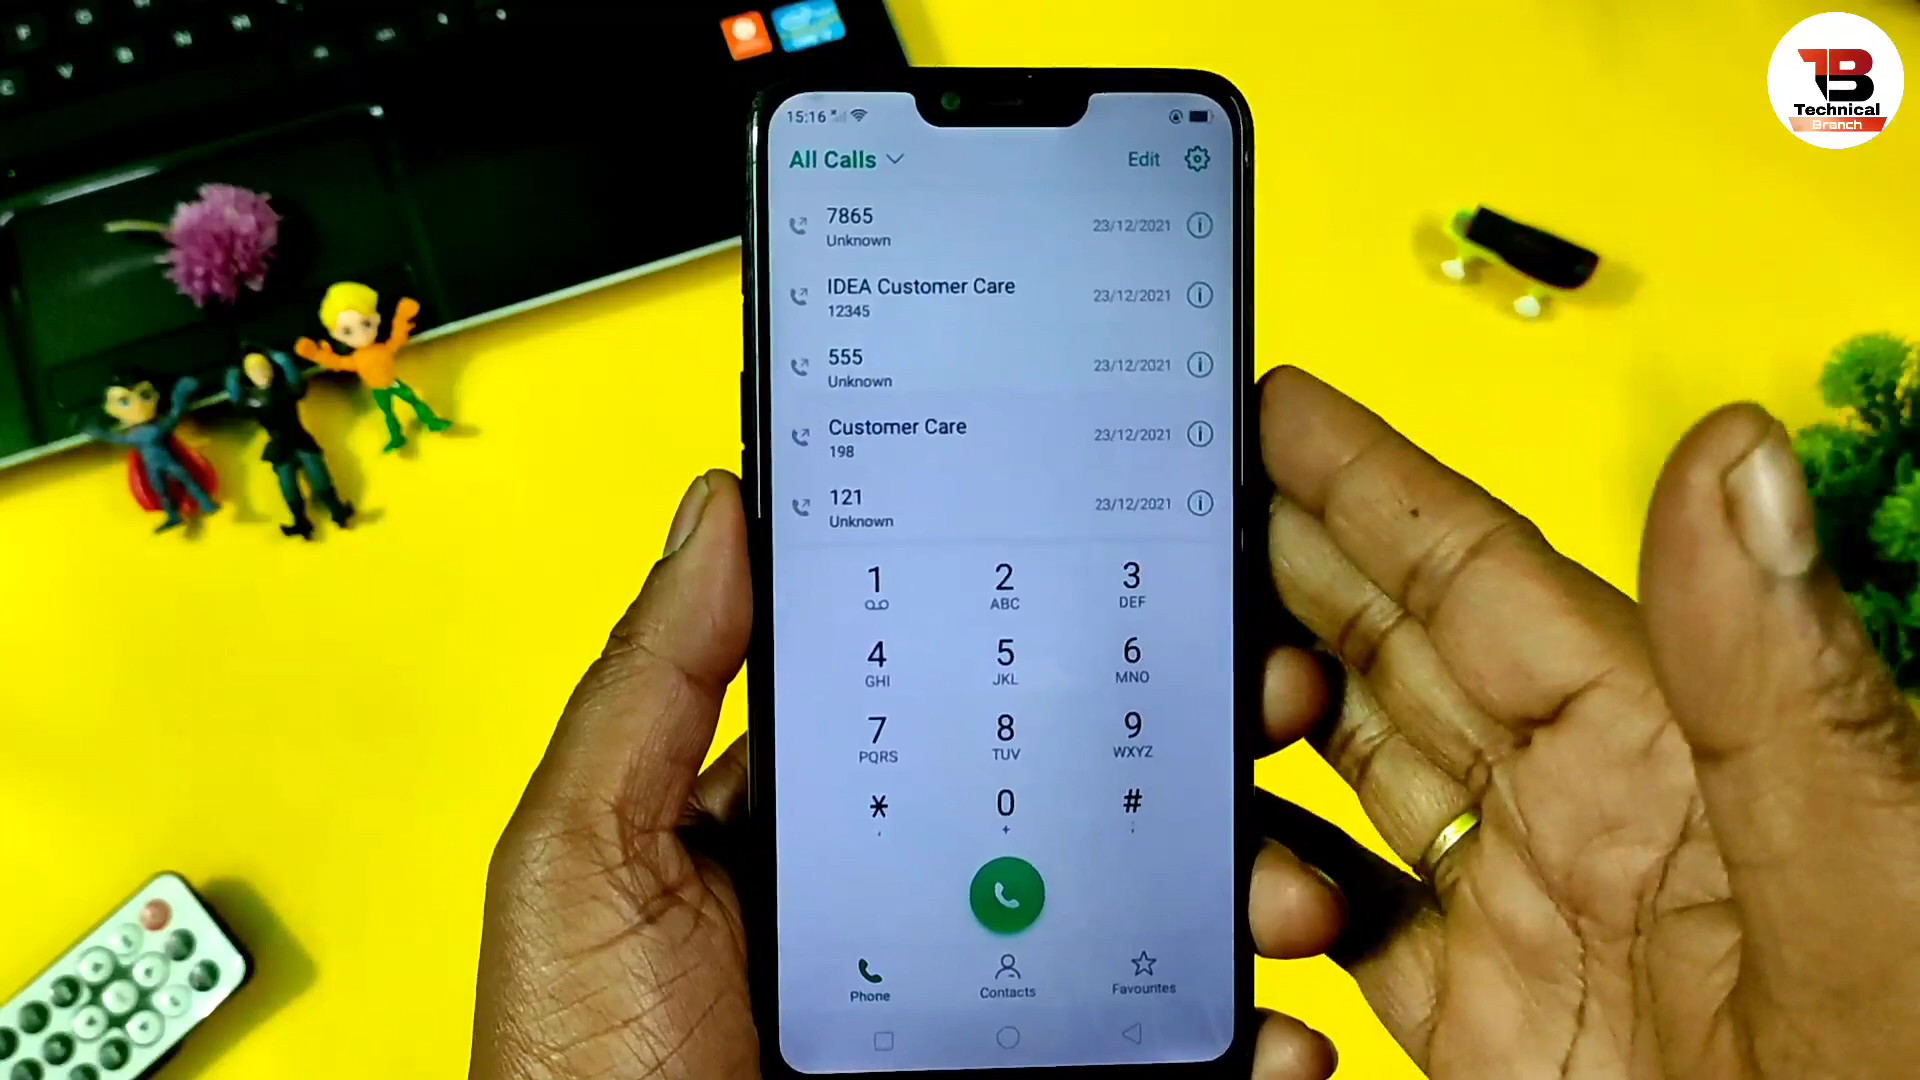 TB
Technical
Branch
15:16
All Calls
Edit
7865
Unknown
23/12/2021
IDEA Customer Care
12345
23/12/2021
555
Unknown
23/12/2021
Customer Care
198
23/12/2021
121
Unknown
23/12/2021
1 2 3
ABC DEF
4 5 6
GHI JKL MNO
7 8 9
PQRS TUV WXYZ
* 0 #
, + ;
Phone Contacts Favourites
F G H J K L
C V B N M